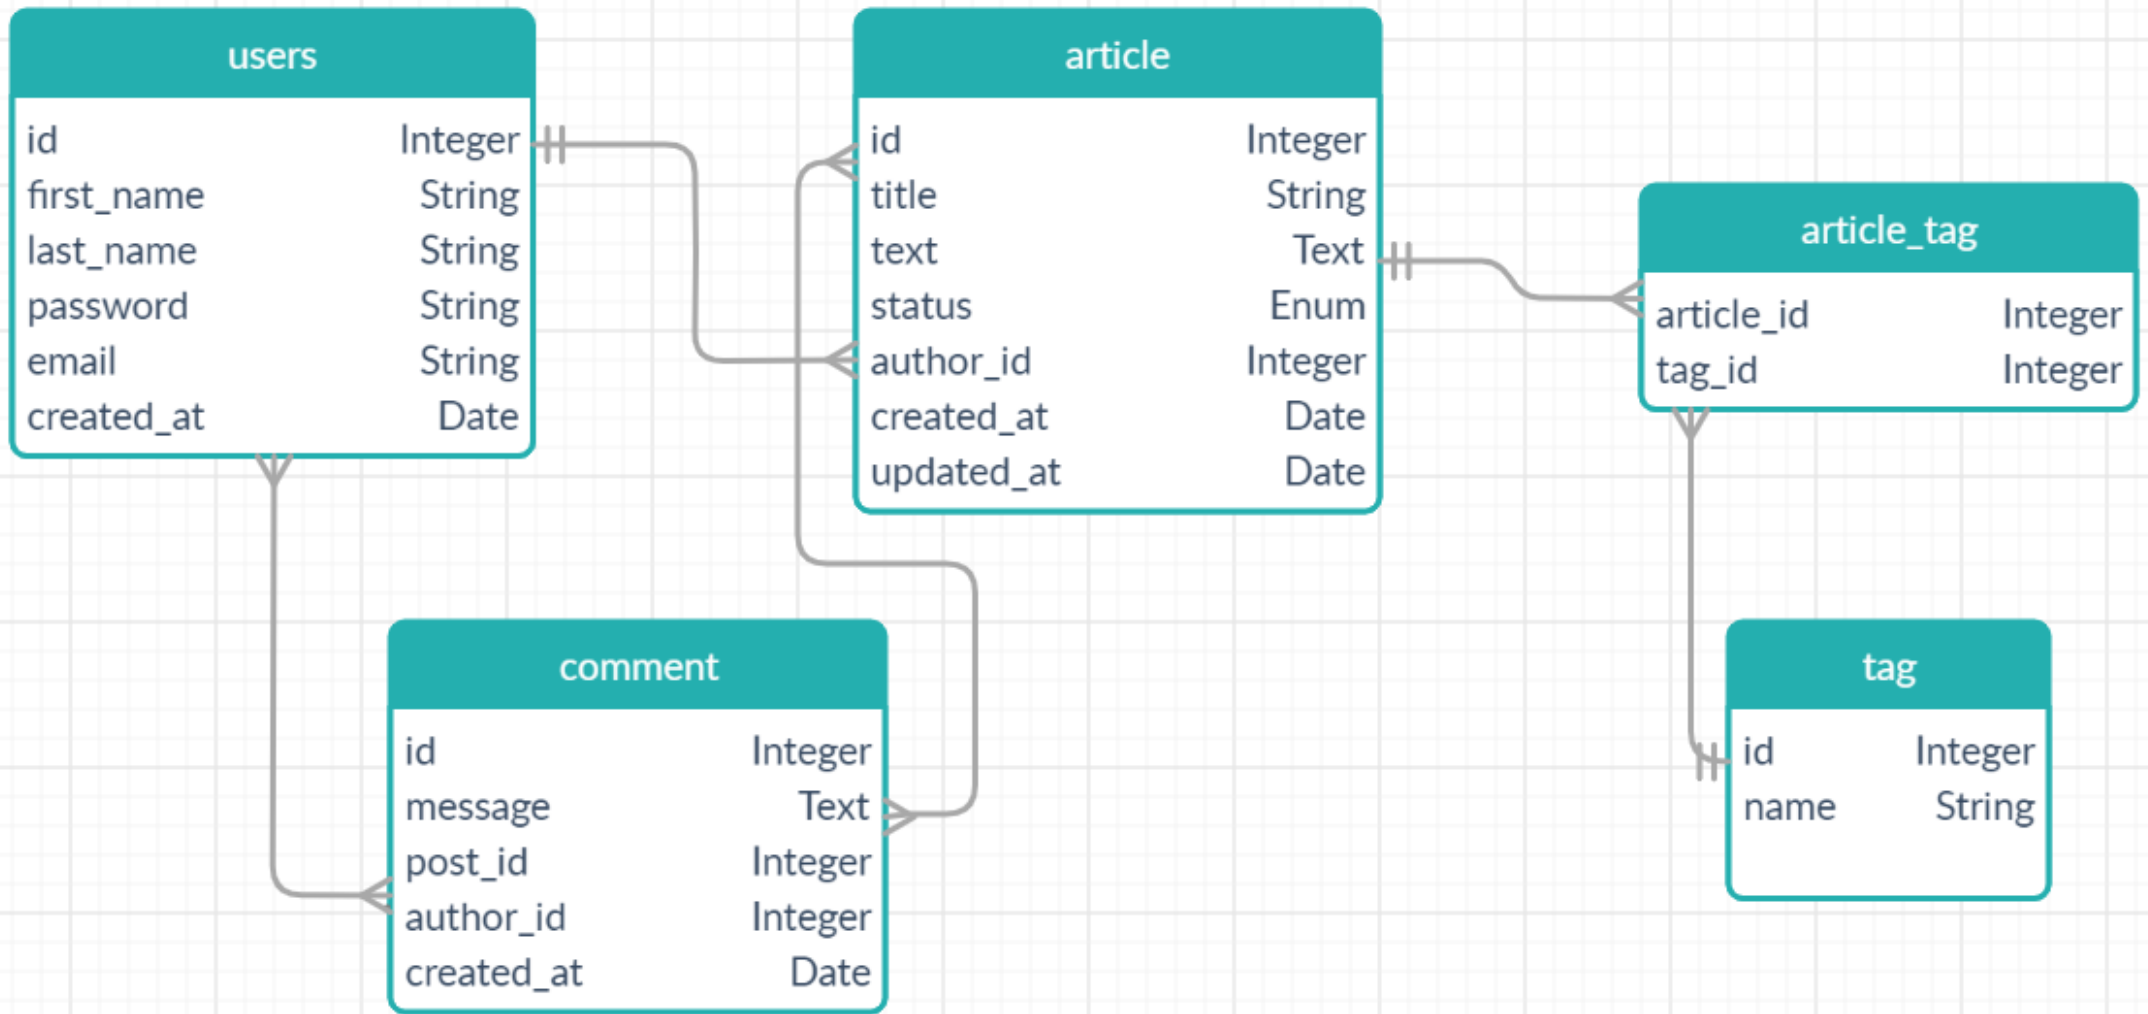 users
id Integer
first_name String
last_name String
password String
email String
created_at Date
article
id Integer
title String
text Text
status Enum
author_id Integer
created_at Date
updated_at Date
article_tag
article_id Integer
tag_id Integer
comment
id Integer
message Text
post_id Integer
author_id Integer
created_at Date
tag
id Integer
name String